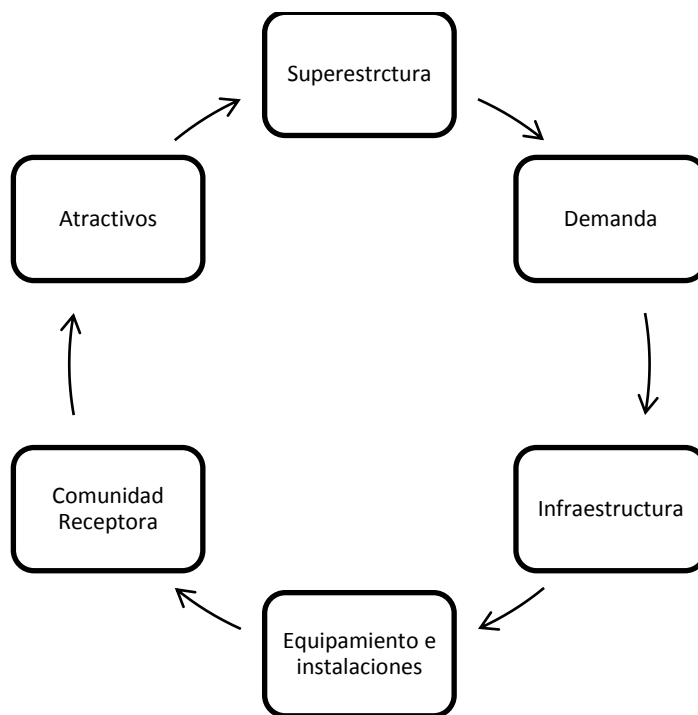 Superestrctura
Demanda
Infraestructura
Equipamiento e
instalaciones
Comunidad
Receptora
Atractivos